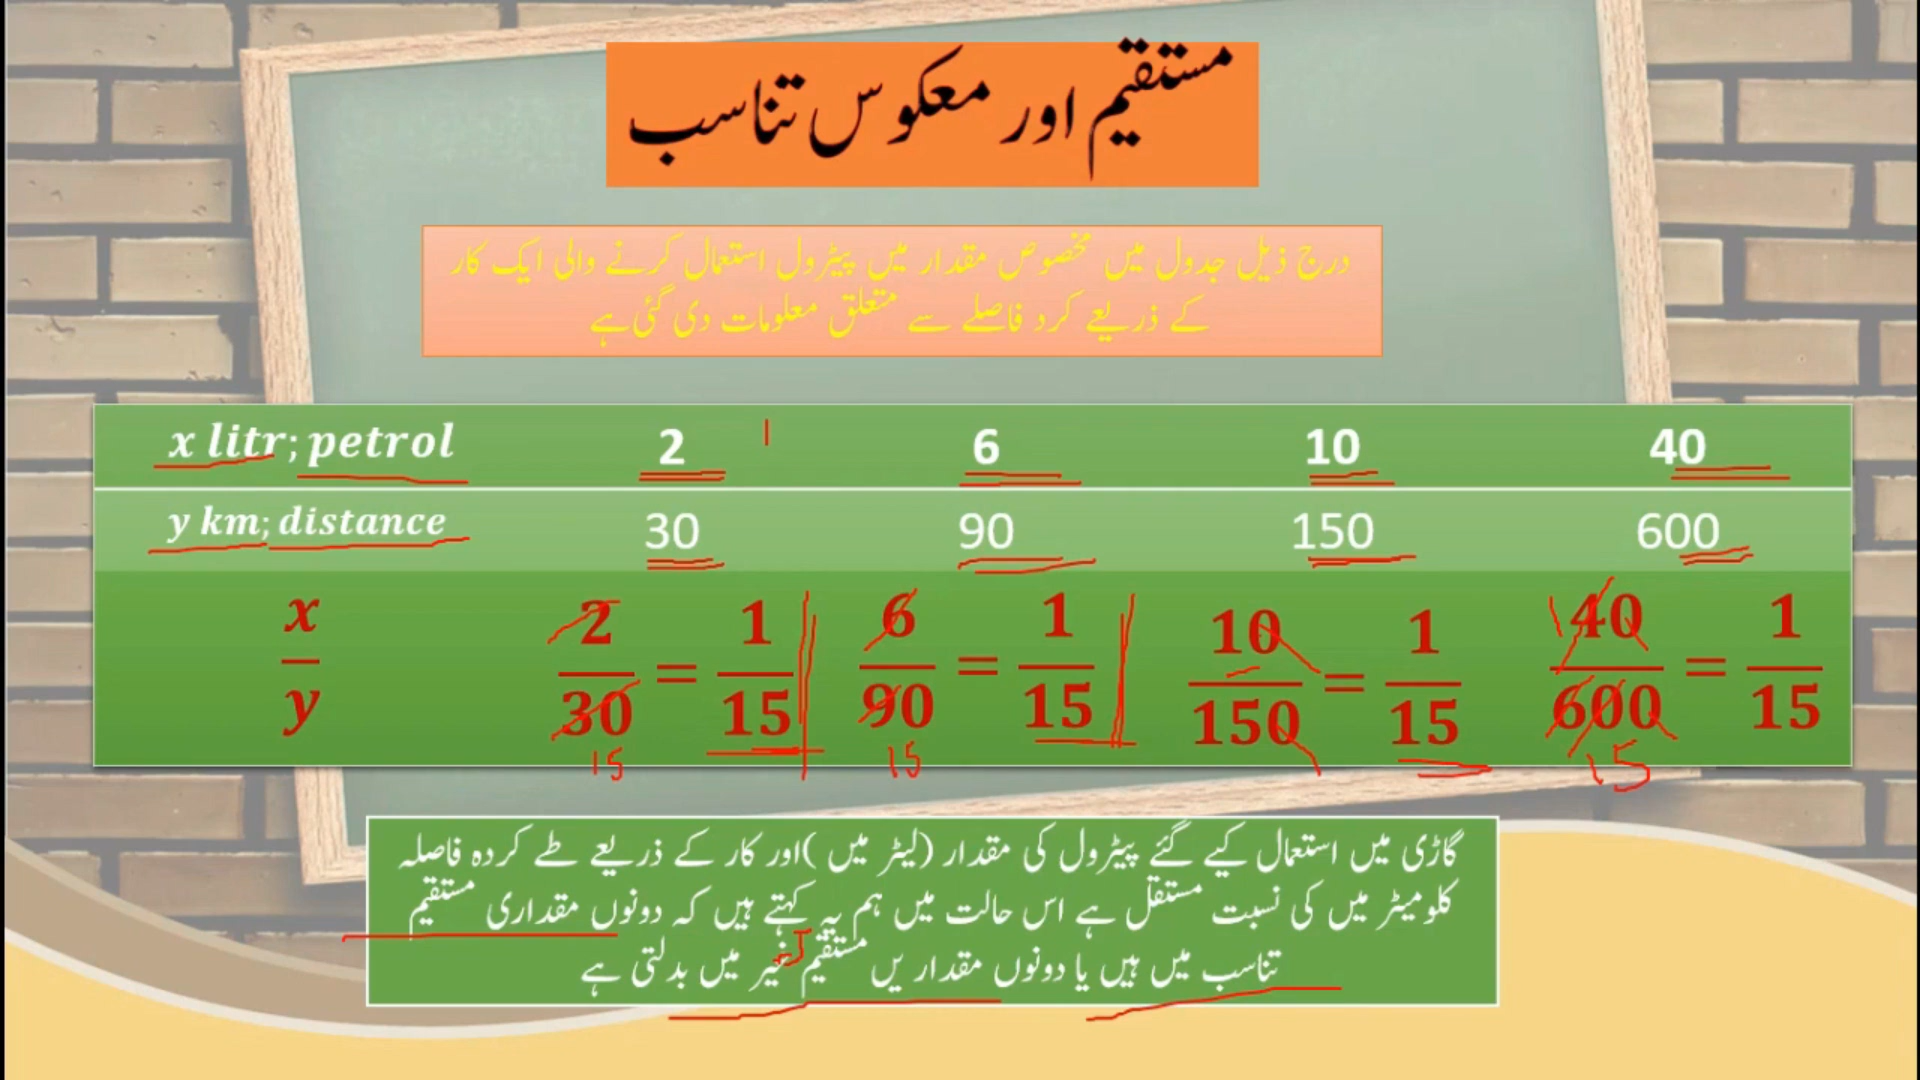 مستقیم اور معکوس تناسب
درج ذیل جدول میں مخصوص مقدار میں پیٹرول استعمال کرنے والی ایک کار
کے ذریعے کرد فاصلے سے متعلق معلومات دی گئی ہے
x litr; petrol 2 6 10 40
y km; distance 30 90 150 600
x/y 2/30 = 1/15 6/90 = 1/15 10/150 = 1/15 40/600 = 1/15
15 15 15
گاڑی میں استعمال کیے گئے پیٹرول کی مقدار (لیٹر میں )اور کار کے ذریعے طے کردہ فاصلہ
کلومیٹر میں کی نسبت مستقل ہے اس حالت میں ہم یہ کہتے ہیں کہ دونوں مقداری مستقیم
تناسب میں ہیں یا دونوں مقدار یں مستقیم غیر میں بدلتی ہے